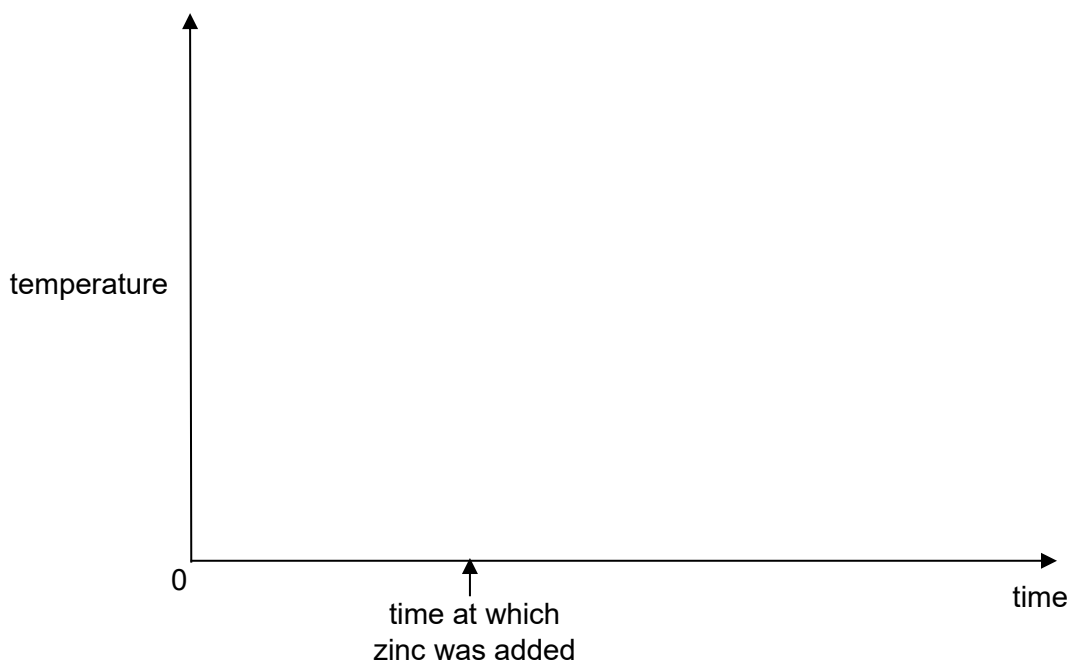 temperature
0
time
time at which
zinc was added